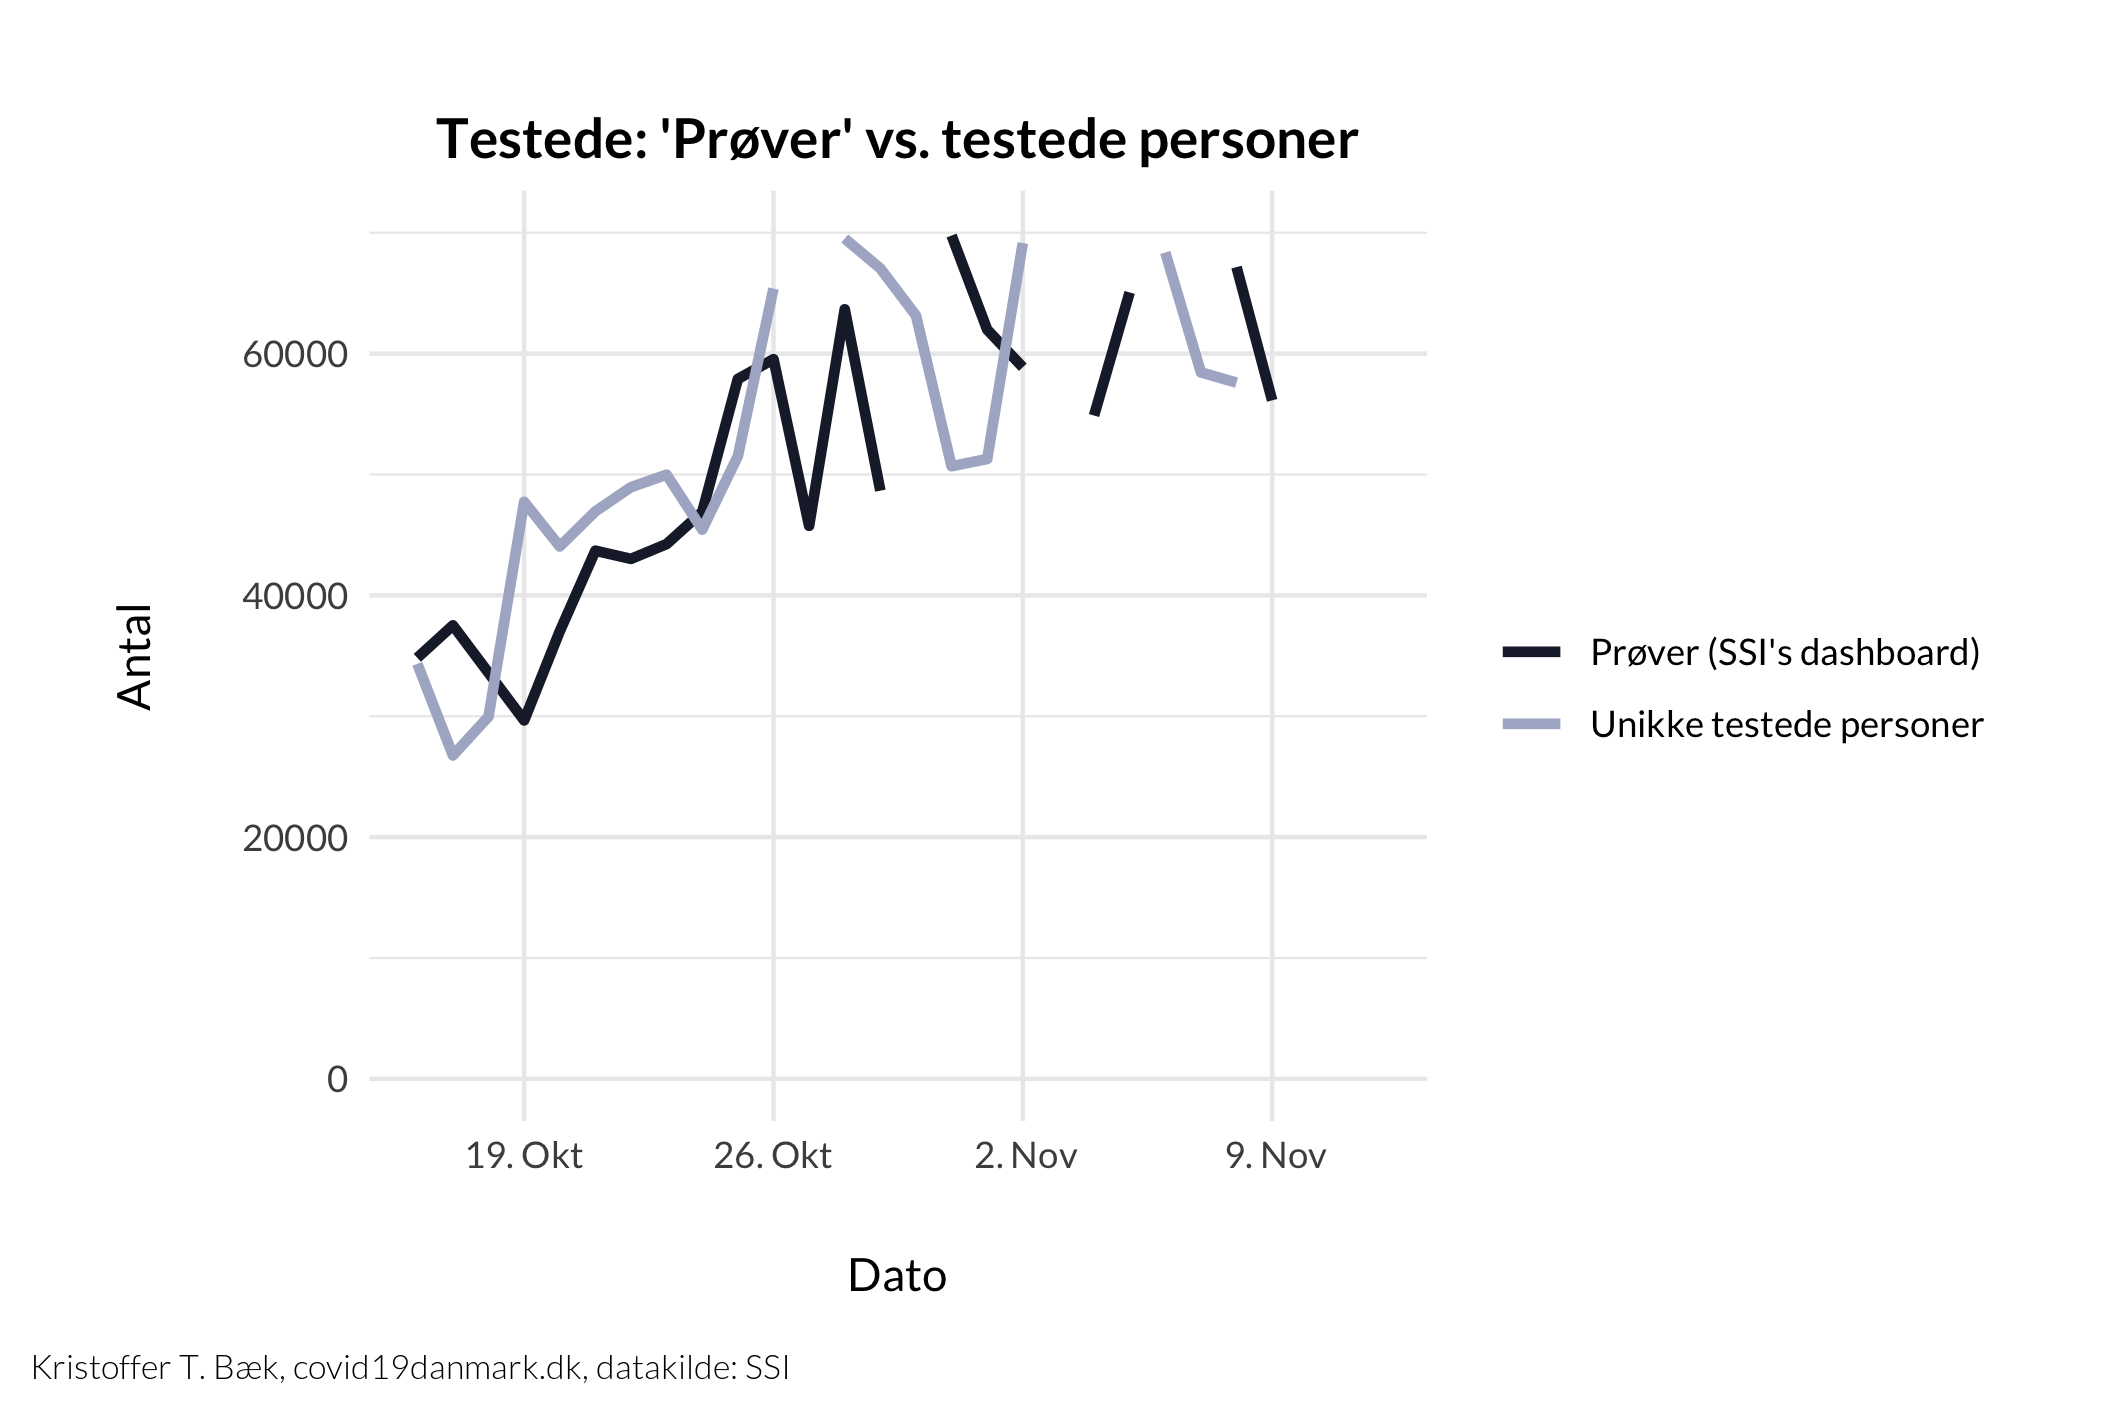 Testede: 'Prøver' vs. testede personer
Antal
60000
40000
20000
0
19. Okt
26. Okt
2. Nov
9. Nov
Dato
Prøver (SSI's dashboard)
Unikke testede personer
Kristoffer T. Bæk, covid19danmark.dk, datakilde: SSI